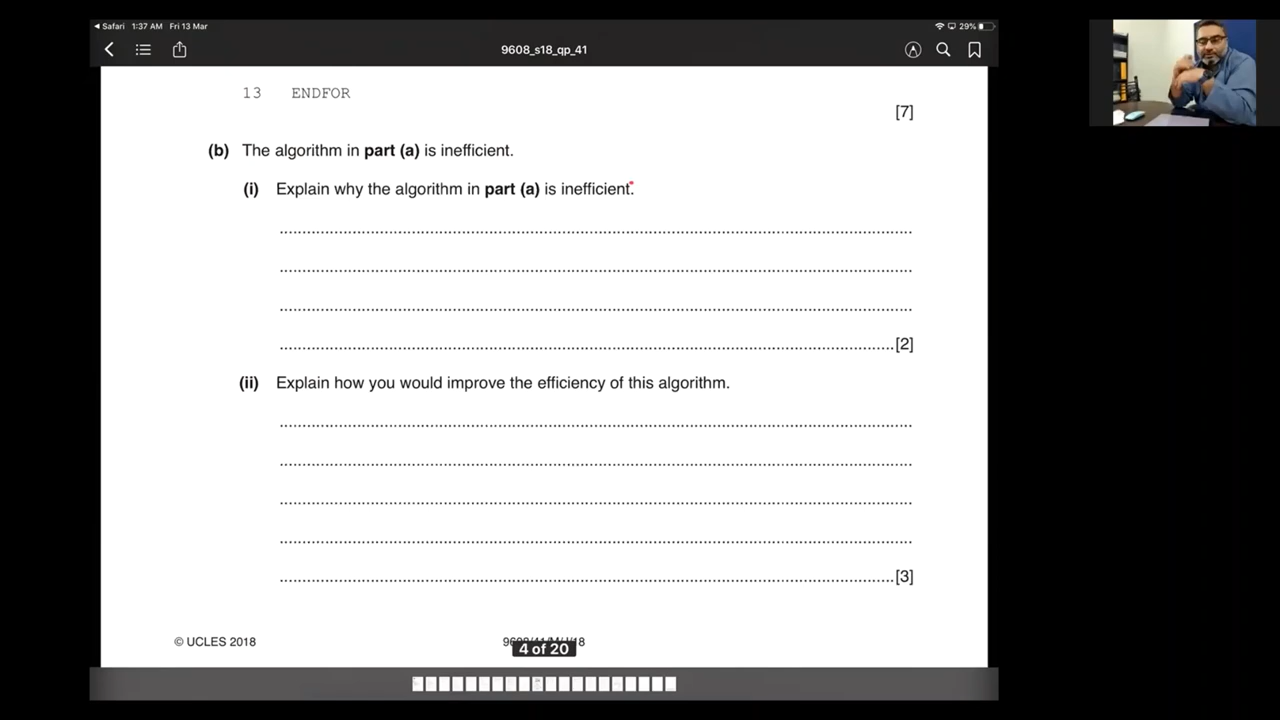 Safari 1:37 AM Fri 13 Mar 29%
9608_s18_qp_41
13 ENDFOR
[7]
(b) The algorithm in part (a) is inefficient.
(i) Explain why the algorithm in part (a) is inefficient.
[2]
(ii) Explain how you would improve the efficiency of this algorithm.
[3]
© UCLES 2018
4 of 20